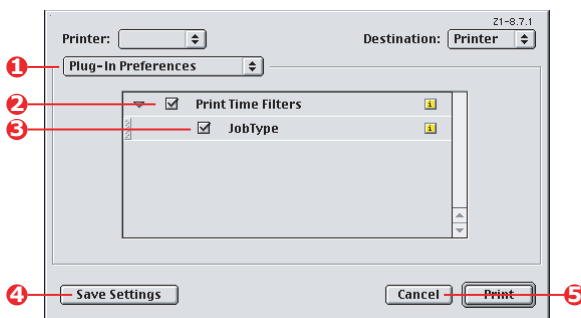 Z1-8.7.1
Printer: Destination: Printer
1 Plug-In Preferences
2 Print Time Filters i
3 JobType i
4 Save Settings Cancel Print 5